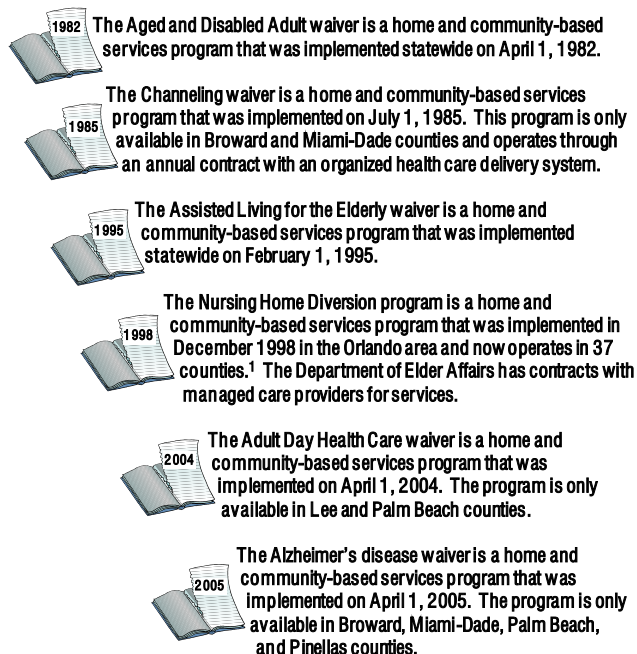 1982
The Aged and Disabled Adult waiver is a home and community-based
services program that was implemented statewide on April 1, 1982.
1985
The Channeling waiver is a home and community-based services
program that was implemented on July 1, 1985. This program is only
available in Broward and Miami-Dade counties and operates through
an annual contract with an organized health care delivery system.
1995
The Assisted Living for the Elderly waiver is a home and
community-based services program that was implemented
statewide on February 1, 1995.
1998
The Nursing Home Diversion program is a home and
community-based services program that was implemented in
December 1998 in the Orlando area and now operates in 37
counties.¹ The Department of Elder Affairs has contracts with
managed care providers for services.
2004
The Adult Day Health Care waiver is a home and
community-based services program that was
implemented on April 1, 2004. The program is only
available in Lee and Palm Beach counties.
2005
The Alzheimer's disease waiver is a home and
community-based services program that was
implemented on April 1, 2005. The program is only
available in Broward, Miami-Dade, Palm Beach,
and Pinellas counties.